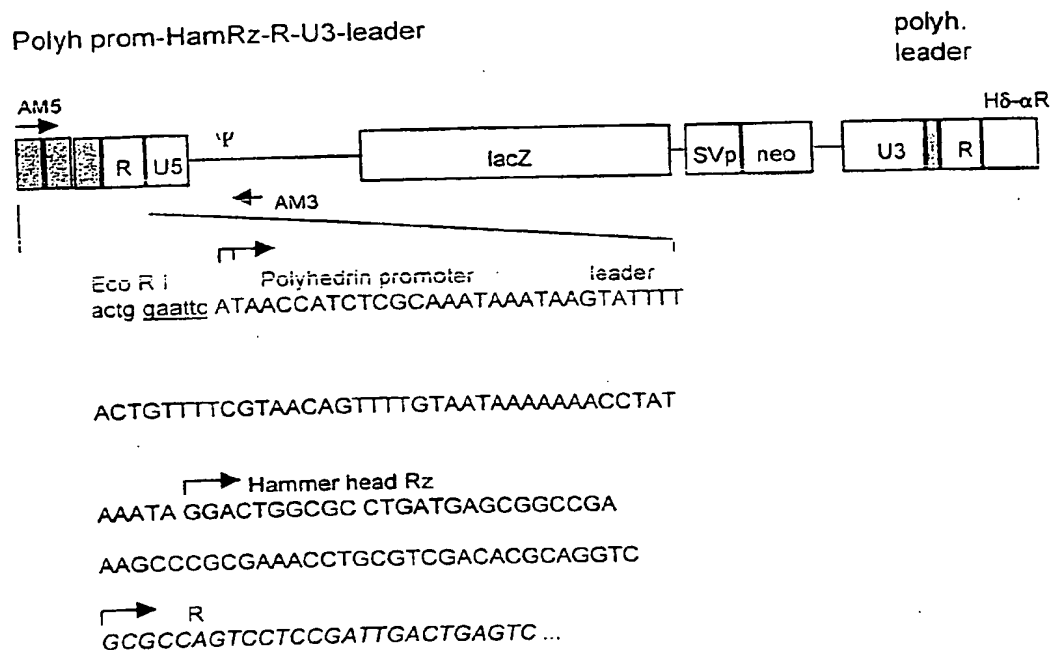 Polyh prom-HamRz-R-U3-leader
polyh.
leader
AM5
Hδ-αR
R U5 Ψ lacZ SVp neo U3 R
AM3
Eco R I Polyhedrin promoter leader
actg gaattc ATAACCATCTCGCAAATAAATAAGTATTTT
ACTGTTTTCGTAACAGTTTTGTAATAAAAAAACCTAT
Hammer head Rz
AAATA GGACTGGCGC CTGATGAGCGGCCGA
AAGCCCGCGAAACCTGCGTCGACACGCAGGTC
R
GCGCCAGTCCTCCGATTGACTGAGTC ...